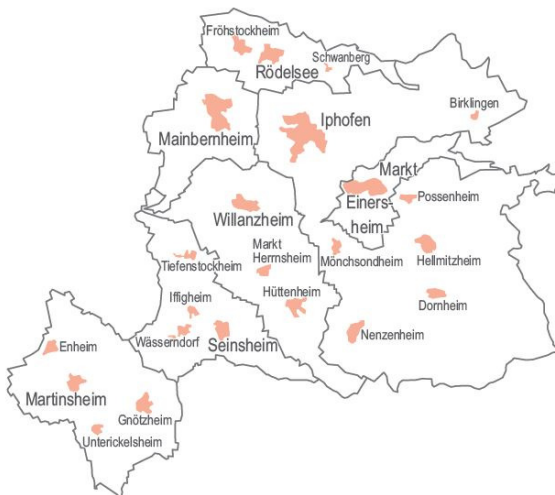 Fröhstockheim
Schwanberg
Rödelsee
Birklingen
Iphofen
Mainbernheim
Markt
Einers-
heim
Possenheim
Willanzheim
Markt
Herrnsheim
Mönchsondheim
Hellmitzheim
Tiefenstockheim
Hüttenheim
Iffigheim
Dornheim
Wässerndorf
Seinsheim
Nenzenheim
Enheim
Martinsheim
Gnötzheim
Unterickelsheim